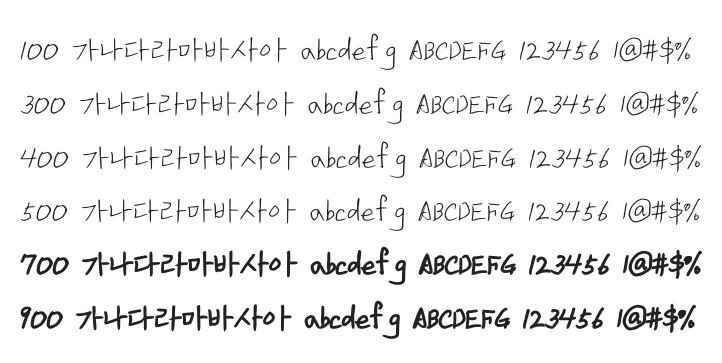 100 가나다라마바사아 abcdefg ABCDEFG 123456 !@#$%
300 가나다라마바사아 abcdefg ABCDEFG 123456 !@#$%
400 가나다라마바사아 abcdefg ABCDEFG 123456 !@#$%
500 가나다라마바사아 abcdefg ABCDEFG 123456 !@#$%
700 가나다라마바사아 abcdefg ABCDEFG 123456 !@#$%
900 가나다라마바사아 abcdefg ABCDEFG 123456 !@#$%